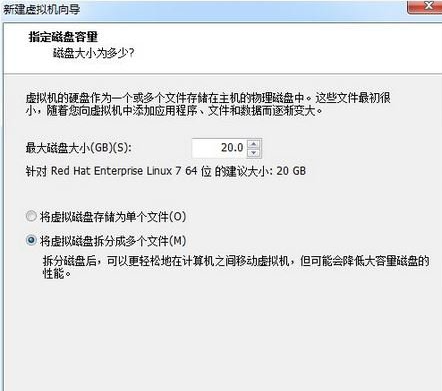 新建虚拟机向导
指定磁盘容量
磁盘大小为多少?
虚拟机的硬盘作为一个或多个文件存储在主机的物理磁盘中。这些文件最初很
小，随着您向虚拟机中添加应用程序、文件和数据而逐渐变大。
最大磁盘大小(GB)(S): 20.0
针对 Red Hat Enterprise Linux 7 64 位 的建议大小: 20 GB
将虚拟磁盘存储为单个文件(O)
将虚拟磁盘拆分成多个文件(M)
拆分磁盘后，可以更轻松地在计算机之间移动虚拟机，但可能会降低大容量磁盘的
性能。